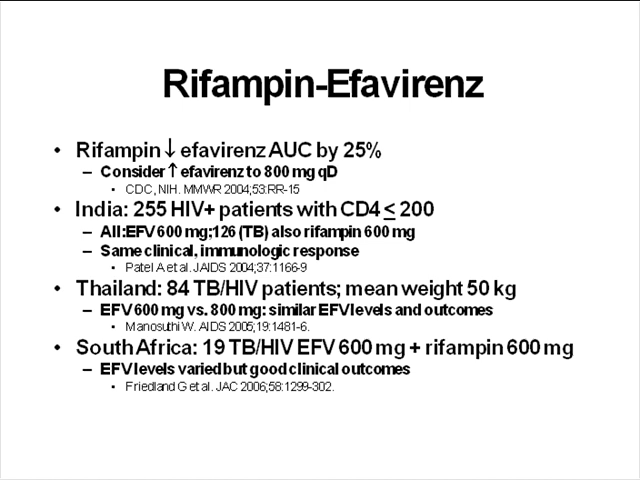 Rifampin-Efavirenz
• Rifampin ↓ efavirenz AUC by 25%
– Consider ↑ efavirenz to 800 mg qD
• CDC, NIH. MMWR 2004;53:RR-15
• India: 255 HIV+ patients with CD4 ≤ 200
– All:EFV 600 mg;126 (TB) also rifampin 600 mg
– Same clinical, immunologic response
• Patel A et al. JAIDS 2004;37:1166-9
• Thailand: 84 TB/HIV patients; mean weight 50 kg
– EFV 600 mg vs. 800 mg: similar EFV levels and outcomes
• Manosuthi W. AIDS 2005;19:1481-6.
• South Africa: 19 TB/HIV EFV 600 mg + rifampin 600 mg
– EFV levels varied but good clinical outcomes
• Friedland G et al. JAC 2006;58:1299-302.